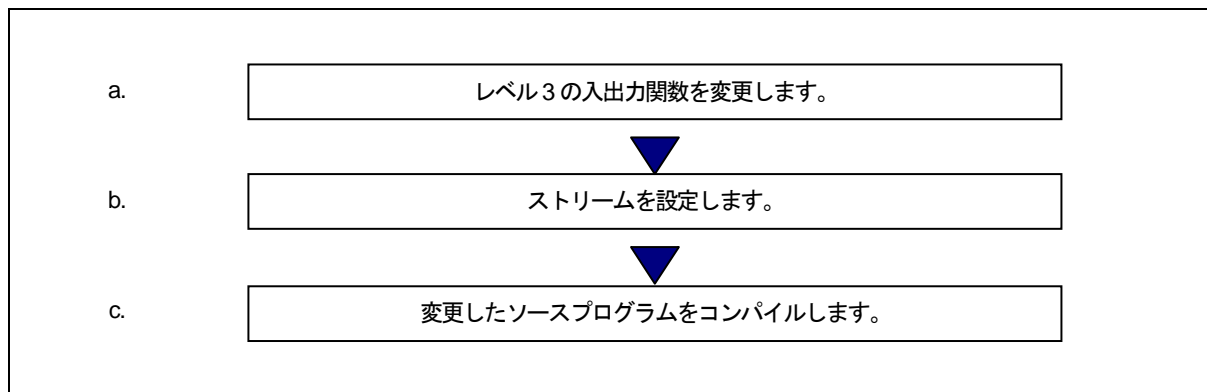 a. レベル3の入出力関数を変更します。
b. ストリームを設定します。
c. 変更したソースプログラムをコンパイルします。